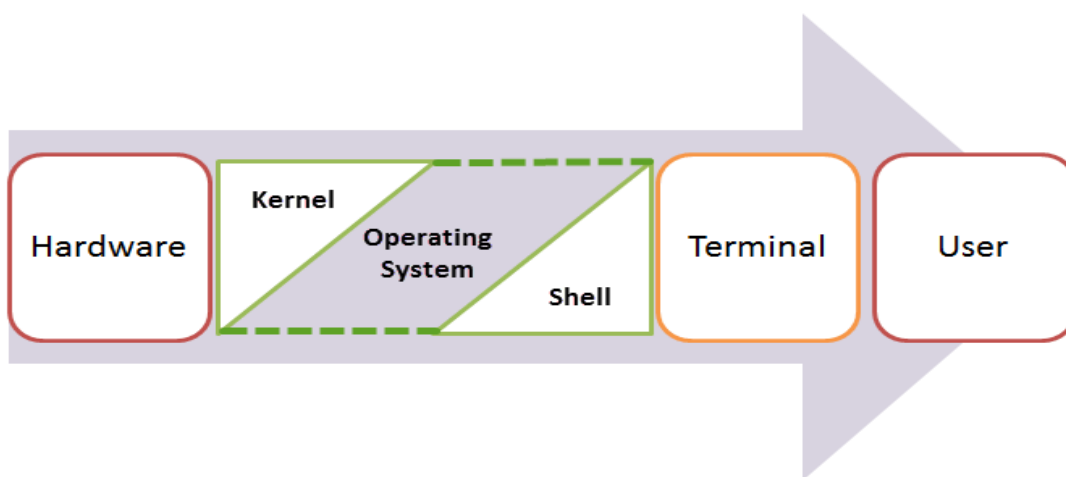 Hardware
Kernel
Operating
System
Shell
Terminal
User